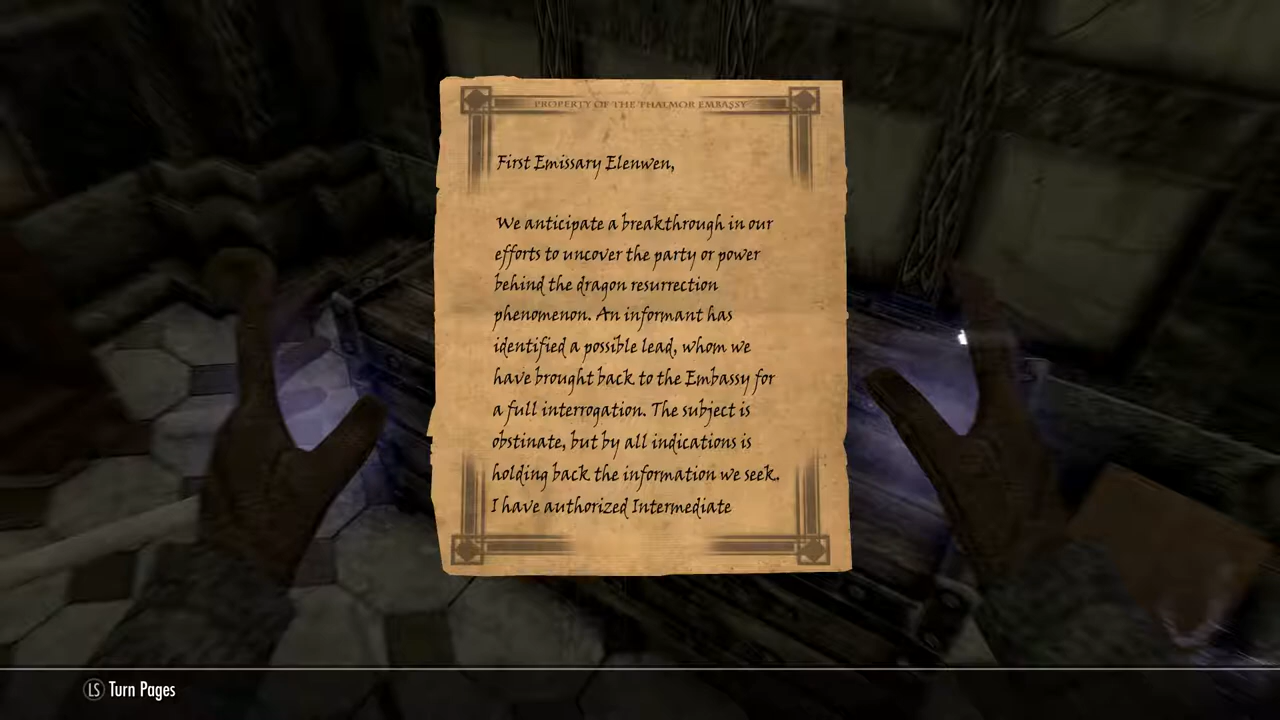 PROPERTY OF THE THALMOR EMBASSY
First Emissary Elenwen,
We anticipate a breakthrough in our
efforts to uncover the party or power
behind the dragon resurrection
phenomenon. An informant has
identified a possible lead, whom we
have brought back to the Embassy for
a full interrogation. The subject is
obstinate, but by all indications is
holding back the information we seek.
I have authorized Intermediate
LS Turn Pages